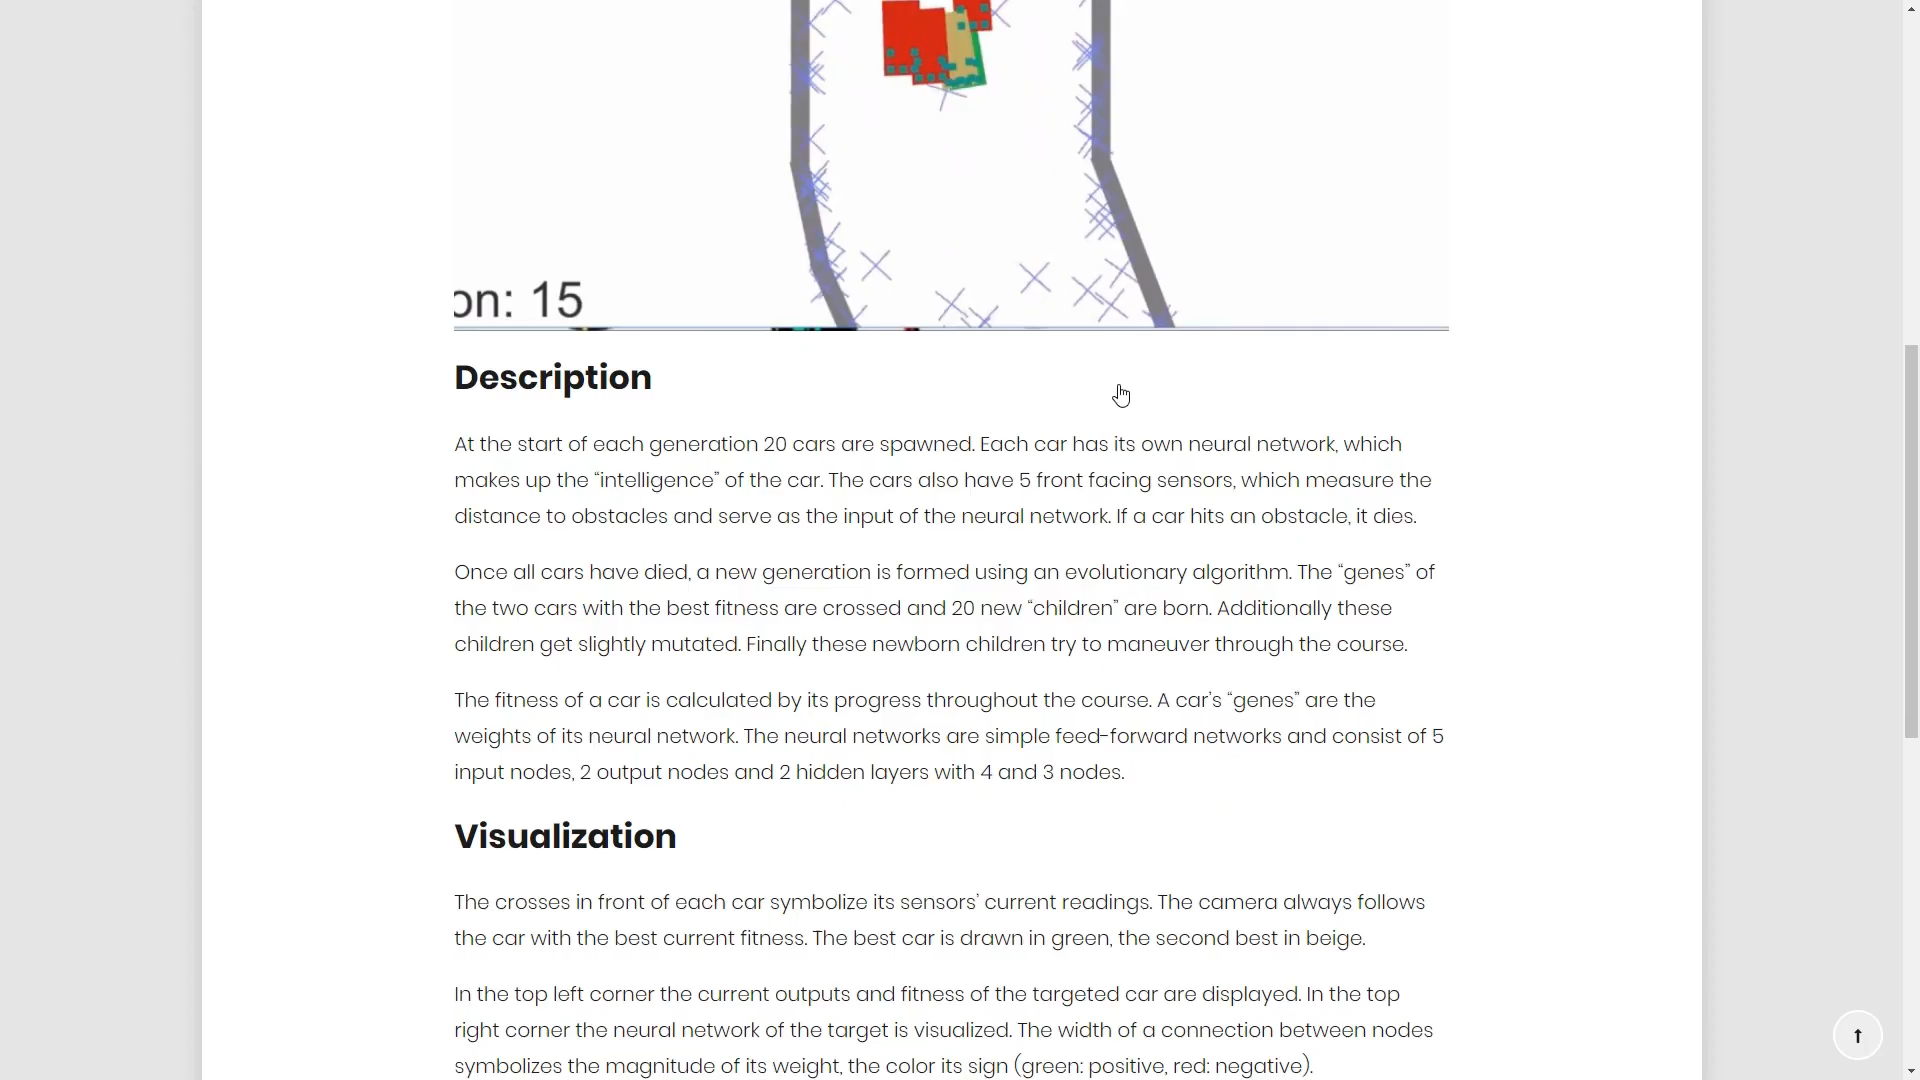 on: 15
Description
At the start of each generation 20 cars are spawned. Each car has its own neural network, which
makes up the “intelligence” of the car. The cars also have 5 front facing sensors, which measure the
distance to obstacles and serve as the input of the neural network. If a car hits an obstacle, it dies.
Once all cars have died, a new generation is formed using an evolutionary algorithm. The “genes” of
the two cars with the best fitness are crossed and 20 new “children” are born. Additionally these
children get slightly mutated. Finally these newborn children try to maneuver through the course.
The fitness of a car is calculated by its progress throughout the course. A car’s “genes” are the
weights of its neural network. The neural networks are simple feed-forward networks and consist of 5
input nodes, 2 output nodes and 2 hidden layers with 4 and 3 nodes.
Visualization
The crosses in front of each car symbolize its sensors’ current readings. The camera always follows
the car with the best current fitness. The best car is drawn in green, the second best in beige.
In the top left corner the current outputs and fitness of the targeted car are displayed. In the top
right corner the neural network of the target is visualized. The width of a connection between nodes
symbolizes the magnitude of its weight, the color its sign (green: positive, red: negative).